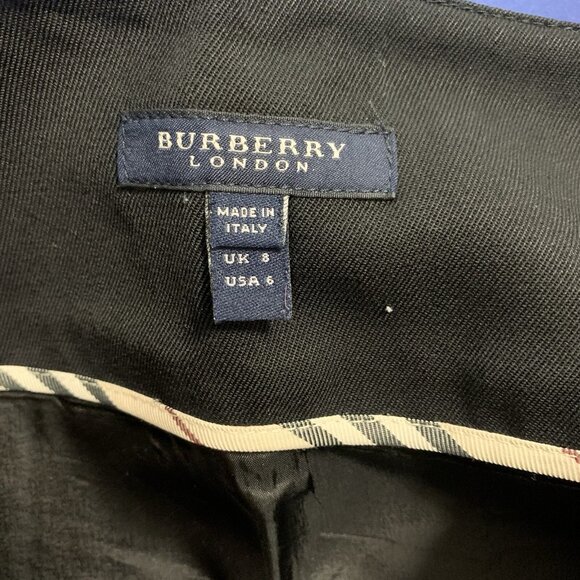 BURBERRY
LONDON
MADE IN
ITALY
UK 8
USA 6